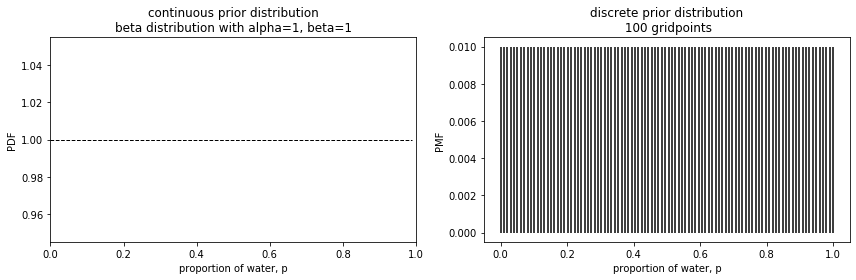 continuous prior distribution
beta distribution with alpha=1, beta=1
1.04
1.02
1.00
0.98
0.96
PDF
0.0 0.2 0.4 0.6 0.8 1.0
proportion of water, p
discrete prior distribution
100 gridpoints
0.010
0.008
0.006
0.004
0.002
0.000
PMF
0.0 0.2 0.4 0.6 0.8 1.0
proportion of water, p